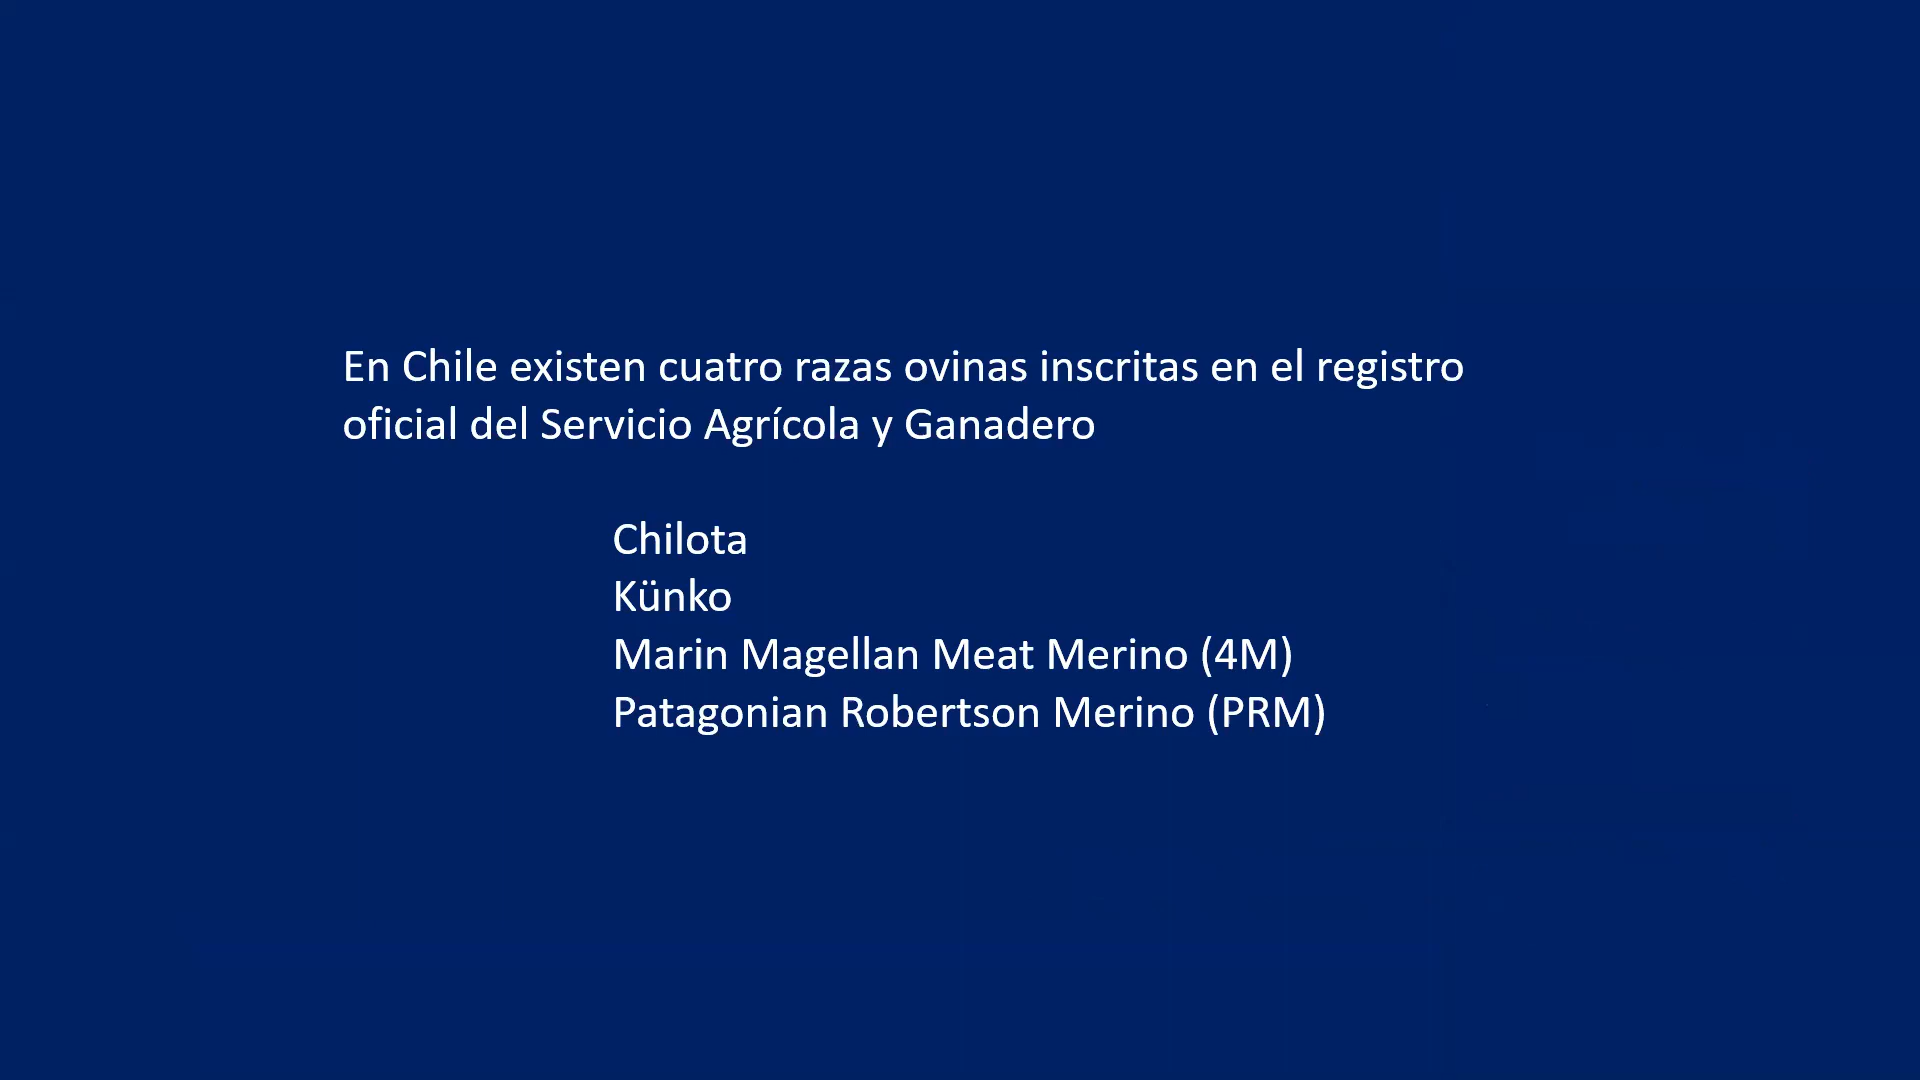 En Chile existen cuatro razas ovinas inscritas en el registro
oficial del Servicio Agrícola y Ganadero
Chilota
Künko
Marin Magellan Meat Merino (4M)
Patagonian Robertson Merino (PRM)